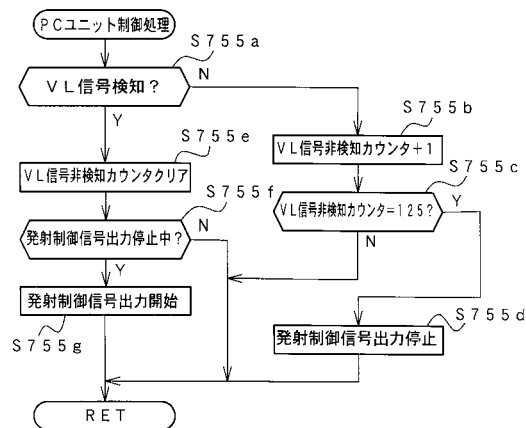 PCユニット制御処理
S755a
VL信号検知？
N
Y
S755b
VL信号非検知カウンタ+1
S755e
VL信号非検知カウンタクリア
S755c
VL信号非検知カウンタ=125？
Y
N
S755f
発射制御信号出力停止中？
N
Y
発射制御信号出力開始
S755g
S755d
発射制御信号出力停止
RET